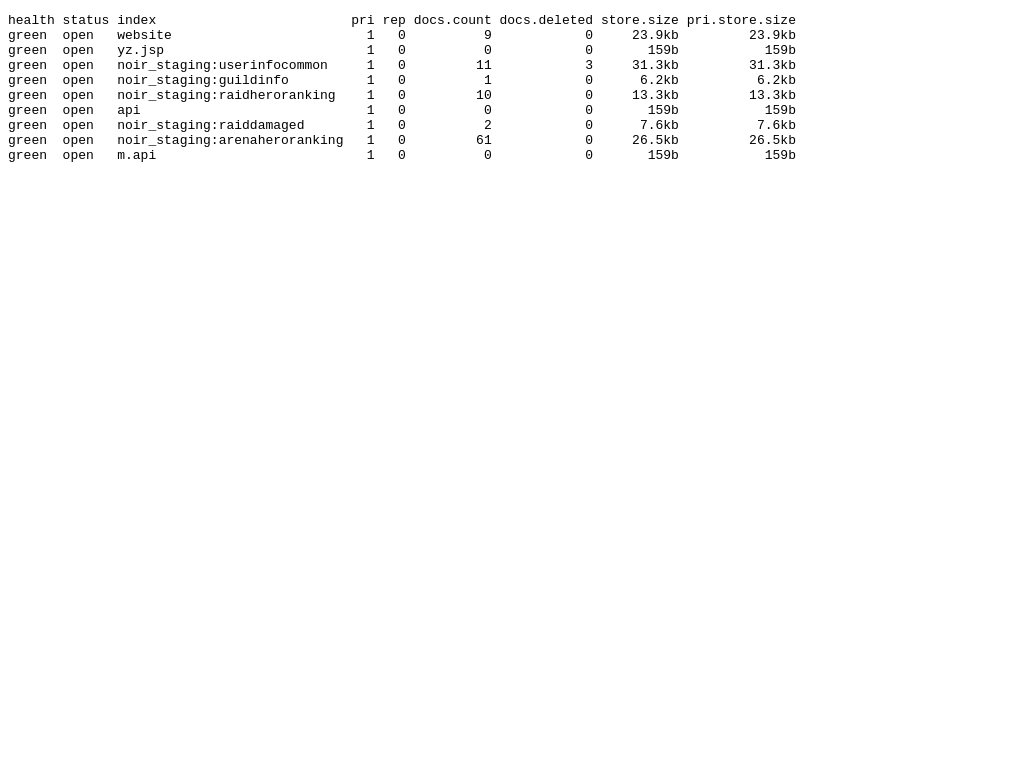 health status index                         pri rep docs.count docs.deleted store.size pri.store.size
green  open   website                         1   0          9            0     23.9kb         23.9kb
green  open   yz.jsp                          1   0          0            0       159b           159b
green  open   noir_staging:userinfocommon     1   0         11            3     31.3kb         31.3kb
green  open   noir_staging:guildinfo          1   0          1            0      6.2kb          6.2kb
green  open   noir_staging:raidheroranking    1   0         10            0     13.3kb         13.3kb
green  open   api                             1   0          0            0       159b           159b
green  open   noir_staging:raiddamaged        1   0          2            0      7.6kb          7.6kb
green  open   noir_staging:arenaheroranking   1   0         61            0     26.5kb         26.5kb
green  open   m.api                           1   0          0            0       159b           159b